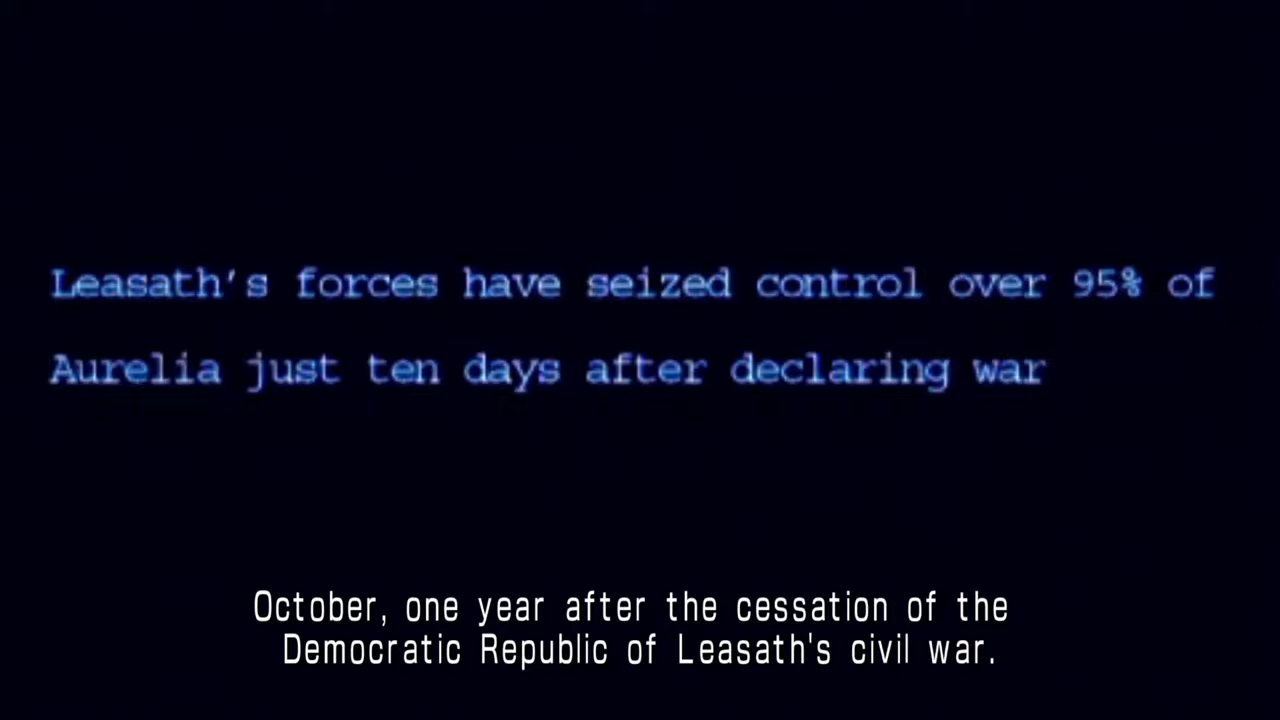 Leasath's forces have seized control over 95% of
Aurelia just ten days after declaring war
October, one year after the cessation of the
Democratic Republic of Leasath's civil war.